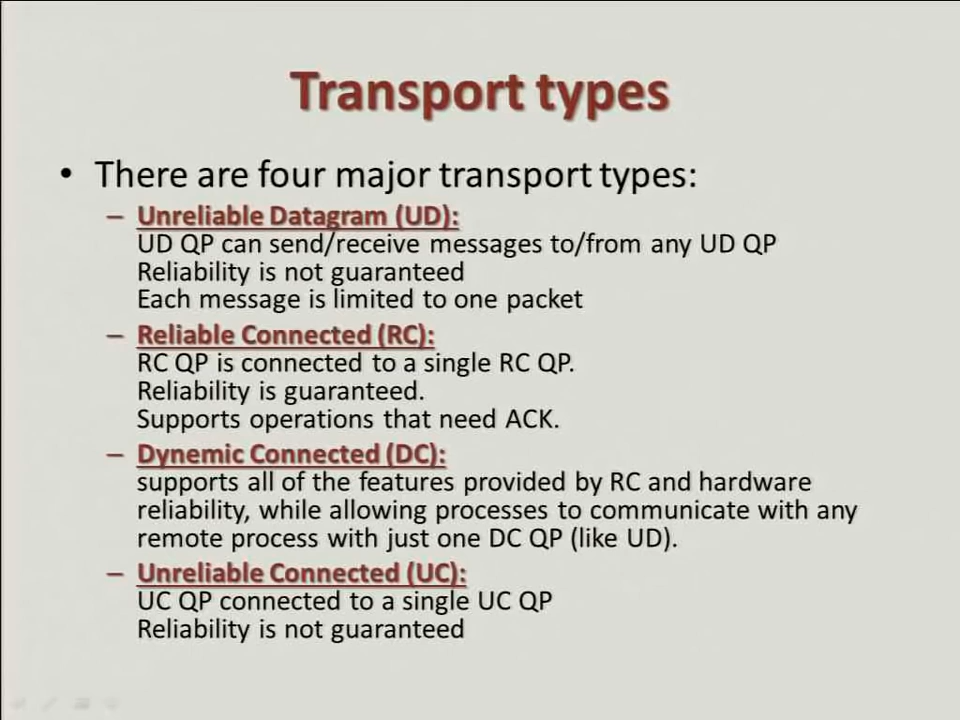 Transport types
• There are four major transport types:
– Unreliable Datagram (UD):
UD QP can send/receive messages to/from any UD QP
Reliability is not guaranteed
Each message is limited to one packet
– Reliable Connected (RC):
RC QP is connected to a single RC QP.
Reliability is guaranteed.
Supports operations that need ACK.
– Dynemic Connected (DC):
supports all of the features provided by RC and hardware
reliability, while allowing processes to communicate with any
remote process with just one DC QP (like UD).
– Unreliable Connected (UC):
UC QP connected to a single UC QP
Reliability is not guaranteed